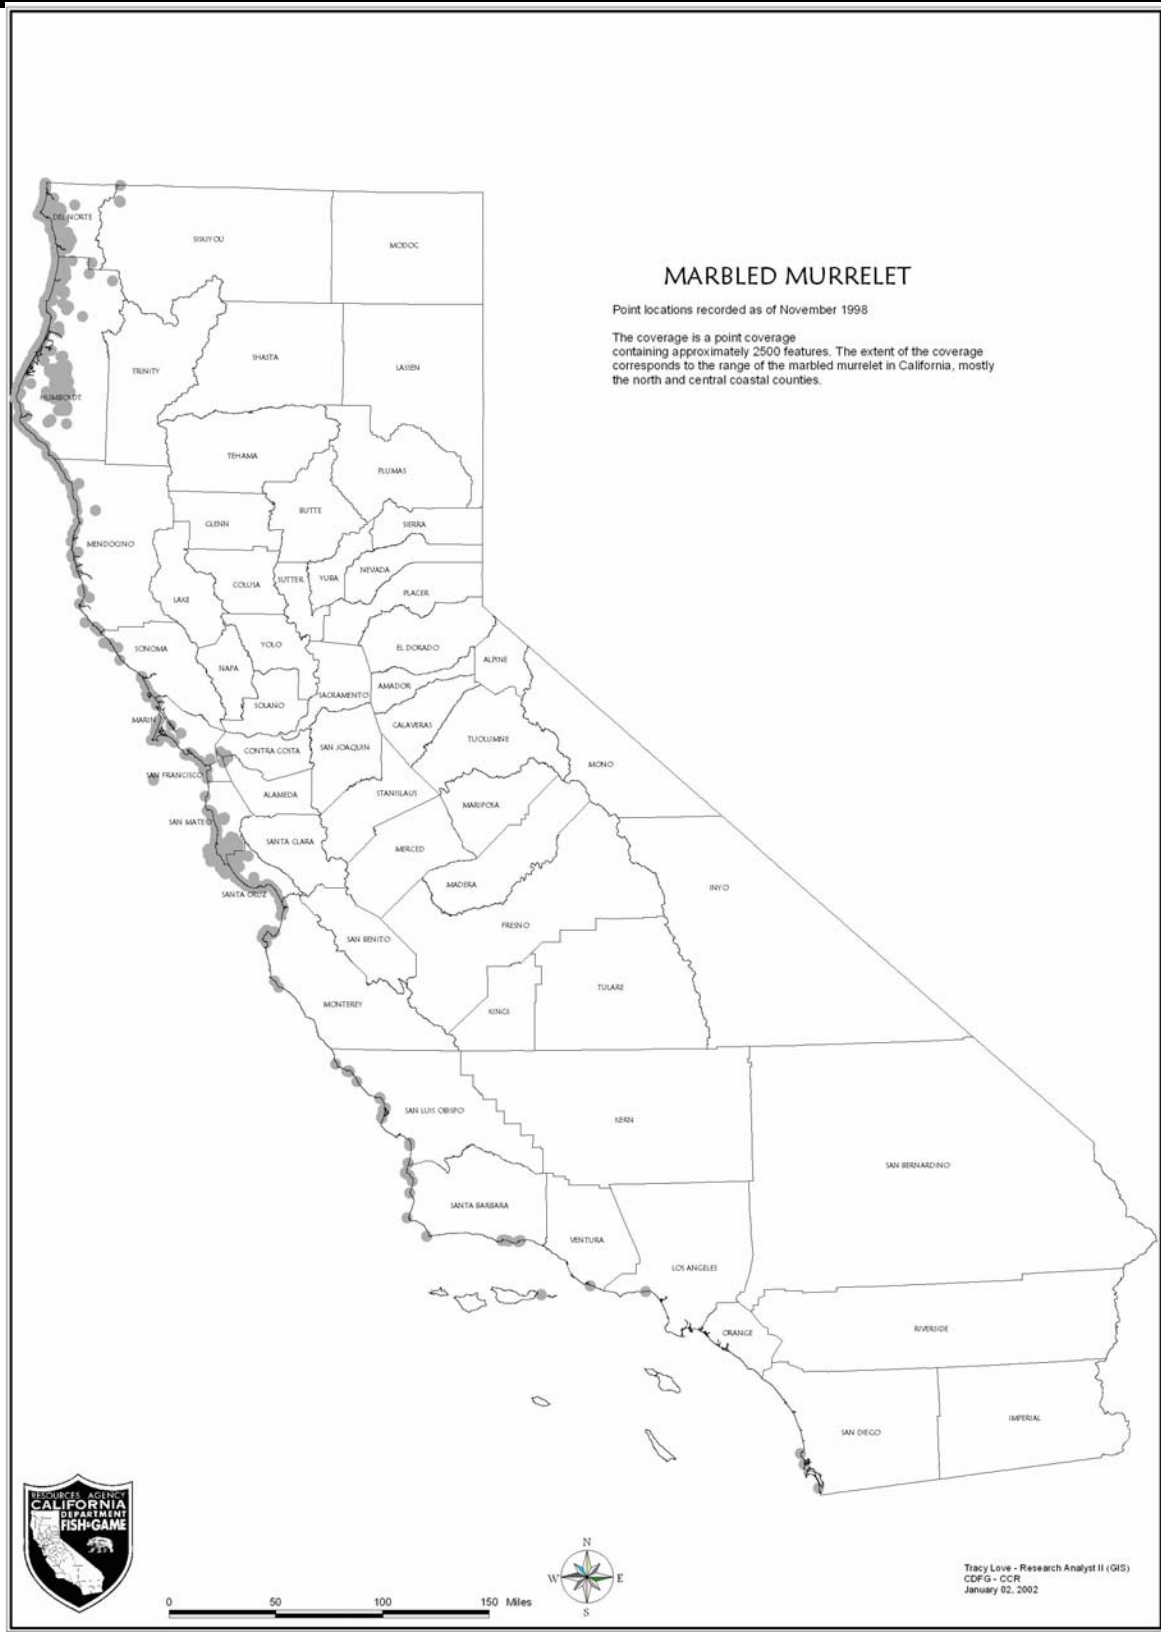 MARBLED MURRELET
Point locations recorded as of November 1998
The coverage is a point coverage
containing approximately 2500 features. The extent of the coverage
corresponds to the range of the marbled murrelet in California, mostly
the north and central coastal counties.
DEL NORTE
SISKIYOU
MODOC
SHASTA
LASSEN
TRINITY
HUMBOLDT
TEHAMA
PLUMAS
BUTTE
GLENN
SIERRA
MENDOCINO
NEVADA
YUBA
SUTTER
COLUSA
PLACER
LAKE
YOLO
EL DORADO
SONOMA
ALPINE
NAPA
AMADOR
SACRAMENTO
SOLANO
MARIN
CALAVERAS
TUOLUMNE
SAN JOAQUIN
CONTRA COSTA
MONO
SAN FRANCISCO
ALAMEDA
STANISLAUS
MARIPOSA
SAN MATEO
SANTA CLARA
MERCED
MADERA
INYO
SANTA CRUZ
FRESNO
SAN BENITO
TULARE
MONTEREY
KINGS
SAN LUIS OBISPO
KERN
SAN BERNARDINO
SANTA BARBARA
VENTURA
LOS ANGELES
ORANGE
RIVERSIDE
IMPERIAL
SAN DIEGO
RESOURCES AGENCY
CALIFORNIA
DEPARTMENT
FISH&GAME
N
W E
S
0 50 100 150 Miles
Tracy Love - Research Analyst II (GIS)
CDFG - CCR
January 02, 2002